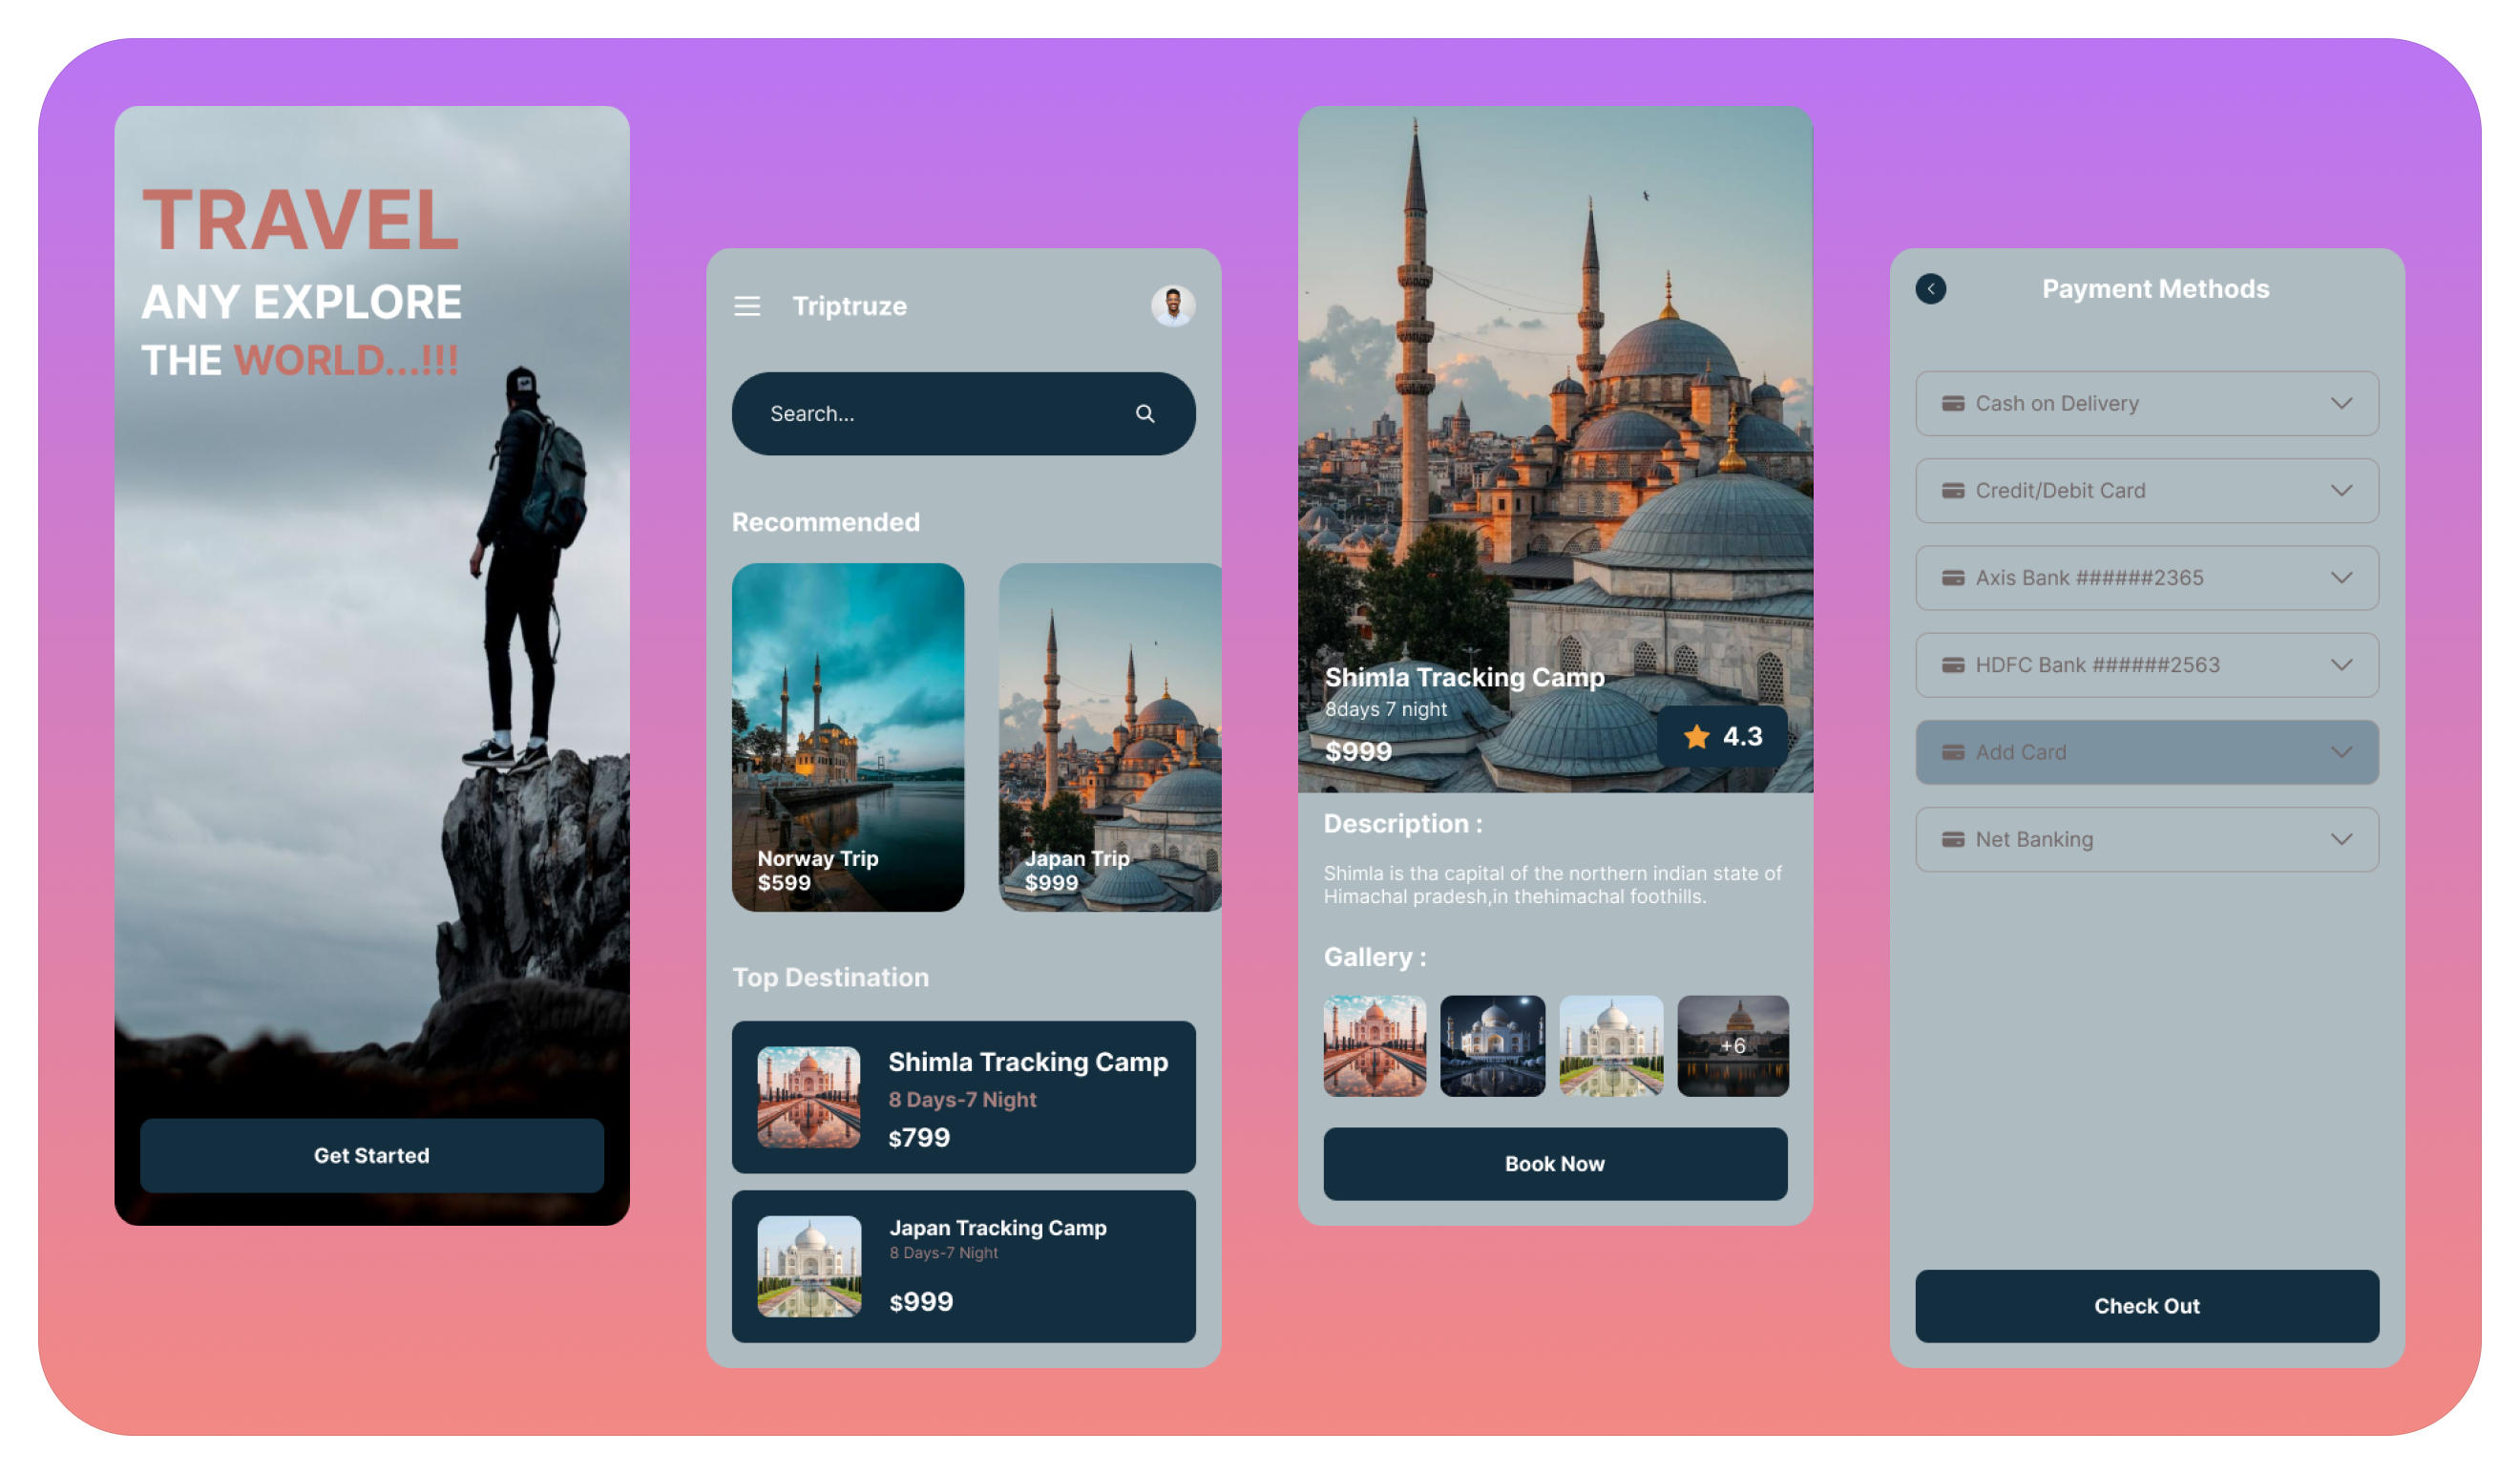 TRAVEL
ANY EXPLORE
THE WORLD...!!!
Get Started
Triptruze
Search...
Recommended
Norway Trip
$599
Japan Trip
$999
Top Destination
Shimla Tracking Camp
8 Days-7 Night
$799
Japan Tracking Camp
8 Days-7 Night
$999
Shimla Tracking Camp
8days 7 night
$999
4.3
Description :
Shimla is tha capital of the northern indian state of
Himachal pradesh,in thehimachal foothills.
Gallery :
+6
Book Now
Payment Methods
Cash on Delivery
Credit/Debit Card
Axis Bank ######2365
HDFC Bank ######2563
Add Card
Net Banking
Check Out